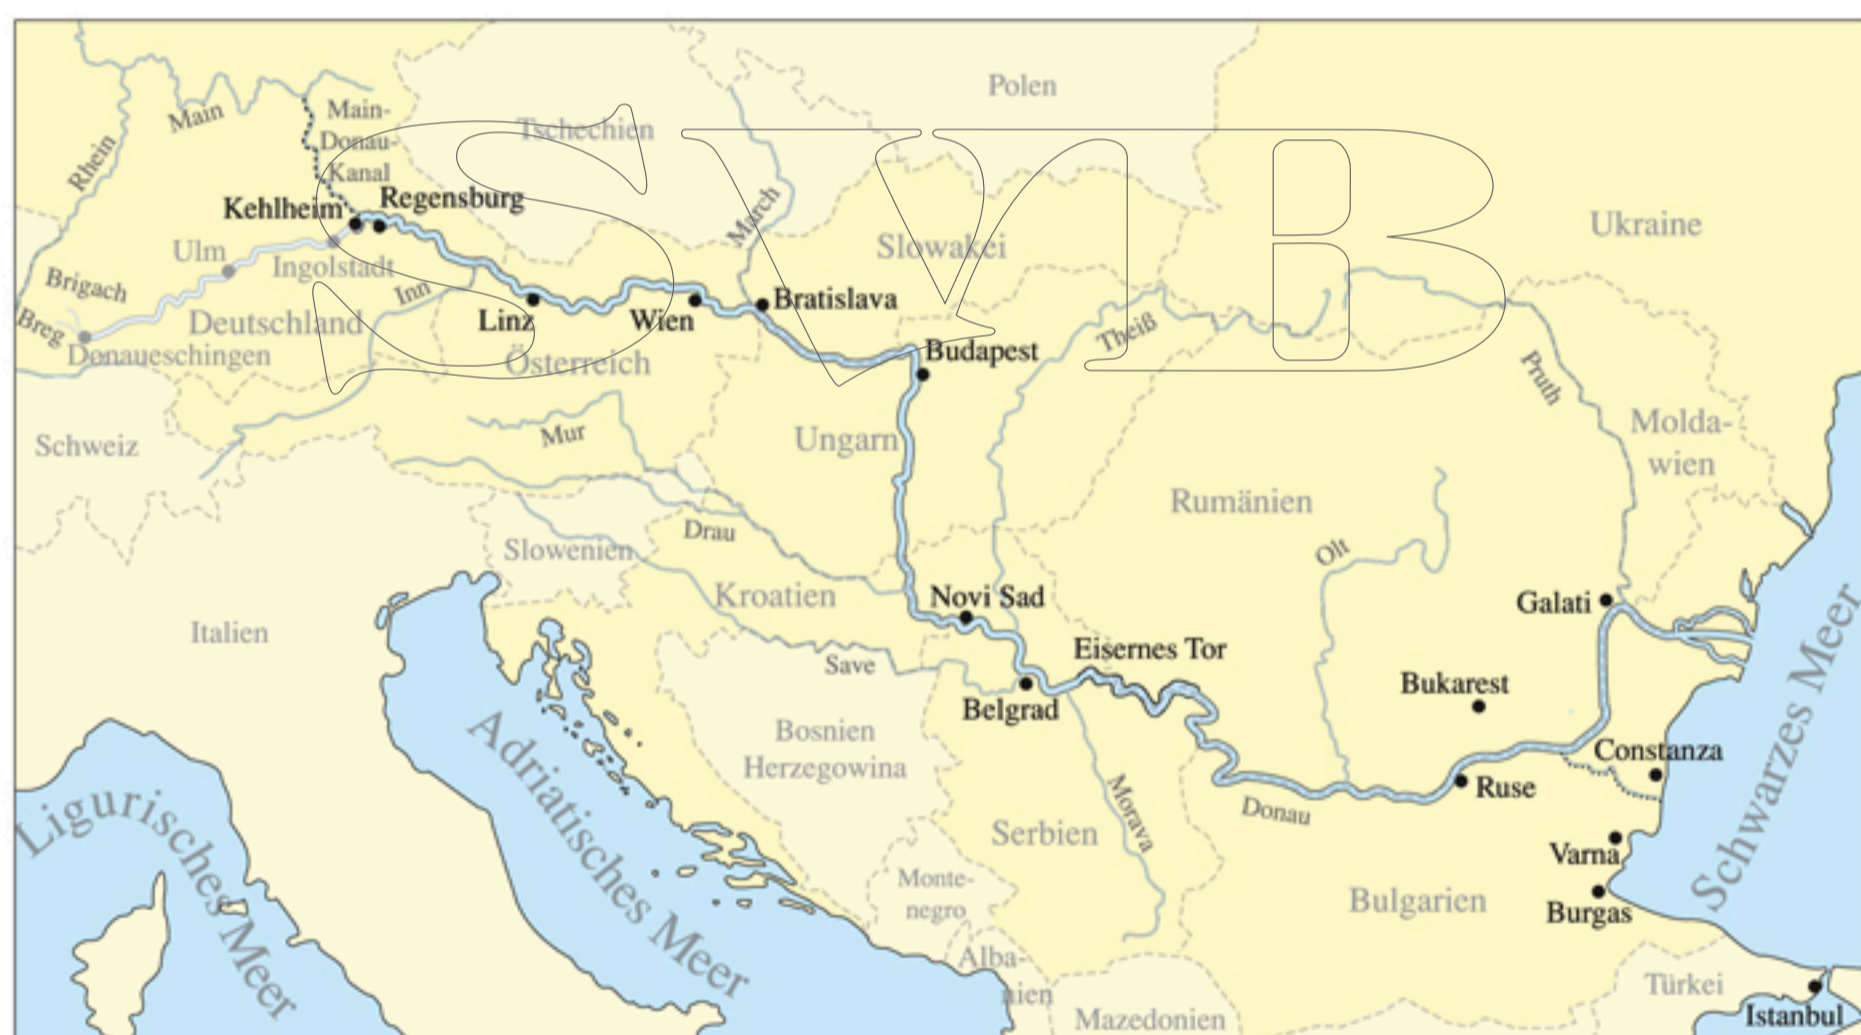 Polen
Main-
Donau-
Kanal
Main
Tschechien
Rhein
SVIB
Kehlheim
Regensburg
March
Ukraine
Slowakei
Ulm
Ingolstadt
Brigach
Inn
Breg
Deutschland
Donaueschingen
Linz
Wien
Bratislava
Österreich
Budapest
Theiß
Pruth
Schweiz
Mur
Ungarn
Molda-
wien
Rumänien
Drau
Slowenien
Olt
Kroatien
Novi Sad
Galati
Italien
Save
Eisernes Tor
Belgrad
Bukarest
Bosnien
Herzegowina
Constanza
Ruse
Donau
Morava
Serbien
Schwarzes Meer
Adriatisches Meer
Ligurisches Meer
Varna
Monte-
negro
Bulgarien
Burgas
Alba-
nien
Türkei
Mazedonien
Istanbul